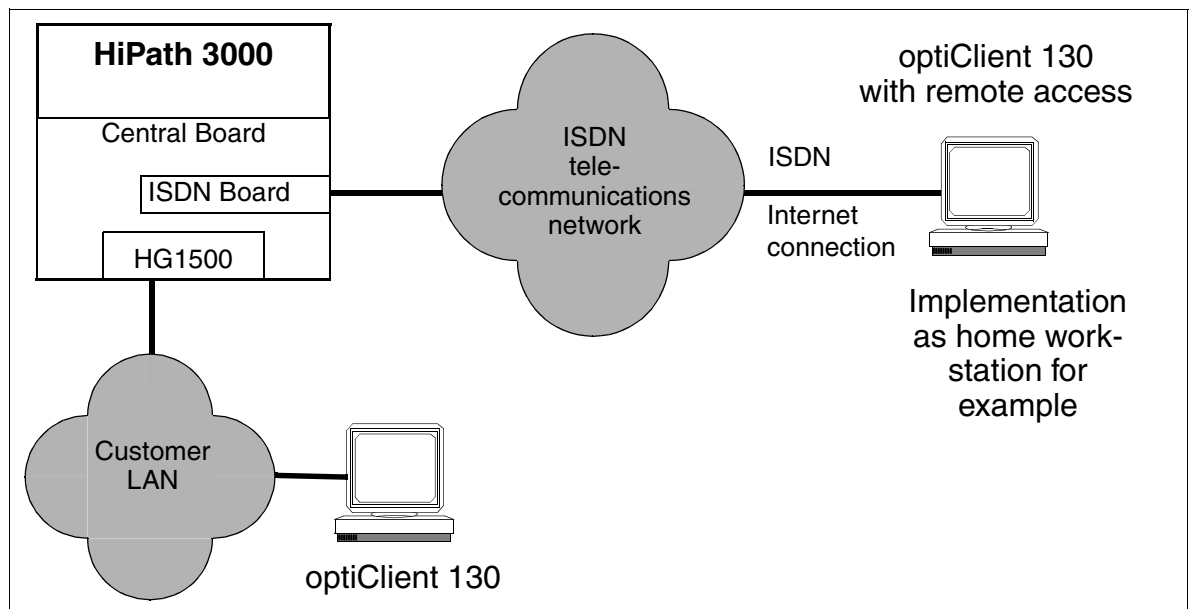 HiPath 3000
Central Board
ISDN Board
HG1500
ISDN
tele-
communications
network
ISDN
Internet
connection
optiClient 130
with remote access
Implementation
as home work-
station for
example
Customer
LAN
optiClient 130